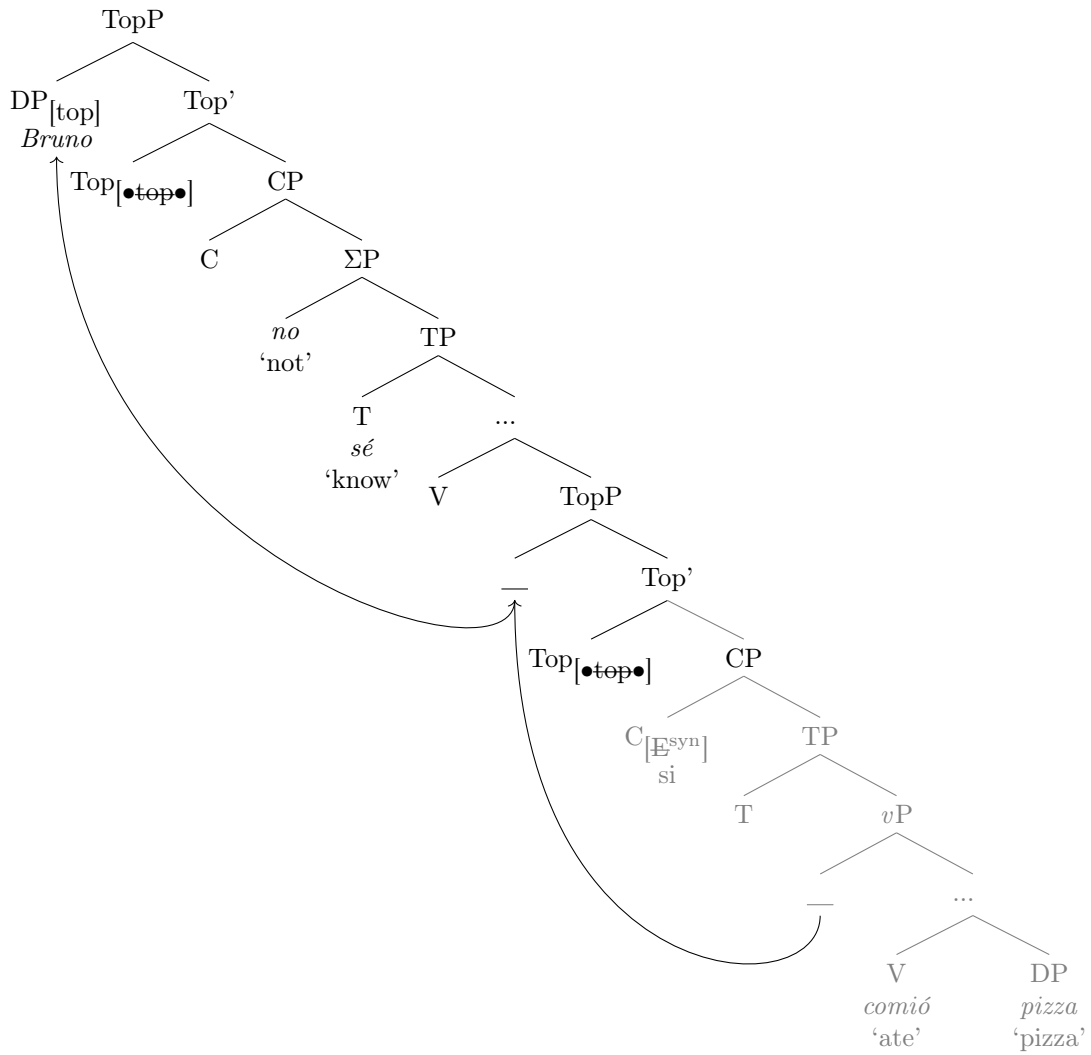 TopP
DP[top] Top'
Bruno
Top[●top●] CP
C ΣP
no TP
‘not’
T ...
sé
‘know’
V TopP
— Top'
Top[●top●] CP
C[Esyn] TP
si
T vP
— ...
V DP
comió pizza
‘ate’ ‘pizza’